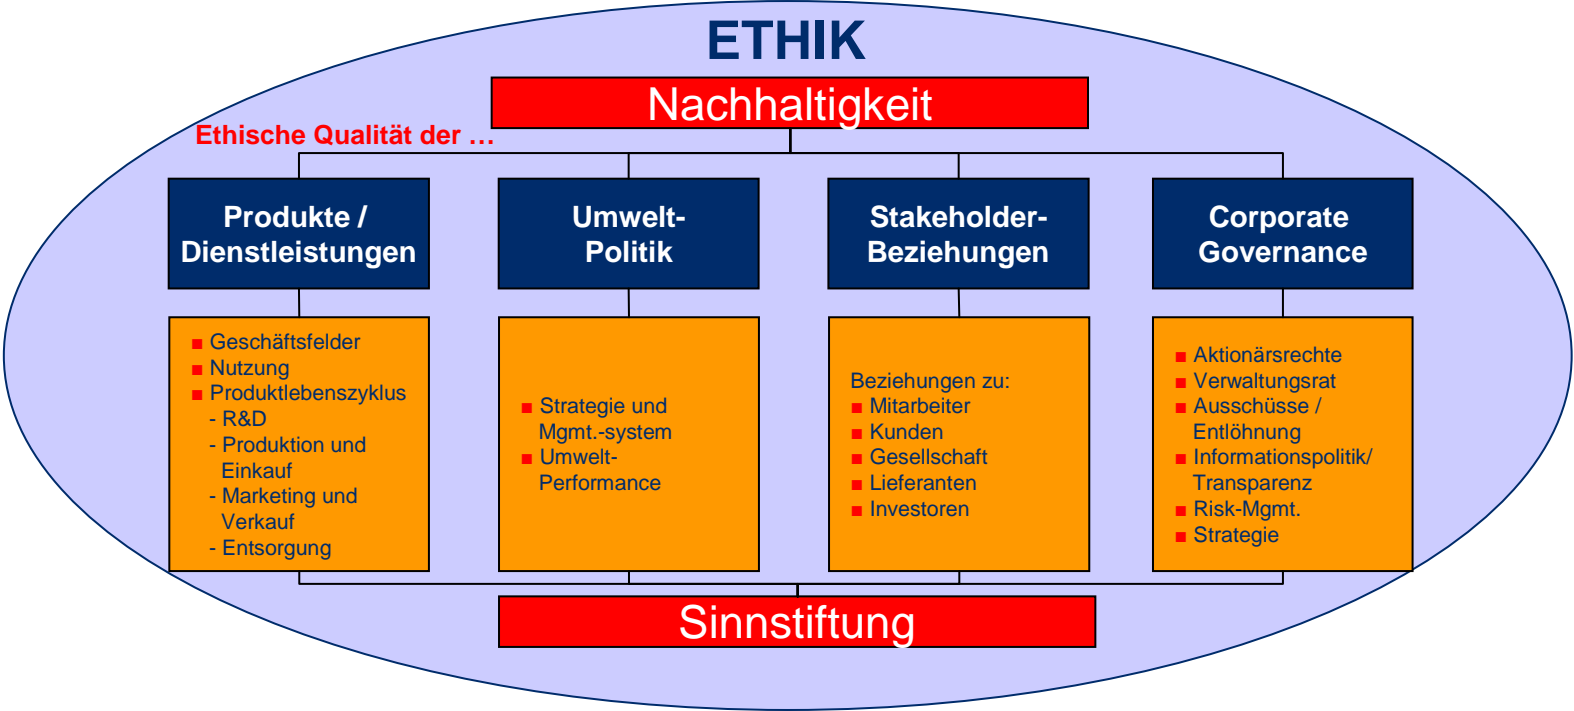 ETHIK
Nachhaltigkeit
Ethische Qualität der ...
Produkte /
Dienstleistungen
■ Geschäftsfelder
■ Nutzung
■ Produktlebenszyklus
- R&D
- Produktion und
Einkauf
- Marketing und
Verkauf
- Entsorgung
Umwelt-
Politik
■ Strategie und
Mgmt.-system
■ Umwelt-
Performance
Stakeholder-
Beziehungen
Beziehungen zu:
■ Mitarbeiter
■ Kunden
■ Gesellschaft
■ Lieferanten
■ Investoren
Corporate
Governance
■ Aktionärsrechte
■ Verwaltungsrat
■ Ausschüsse /
Entlöhnung
■ Informationspolitik/
Transparenz
■ Risk-Mgmt.
■ Strategie
Sinnstiftung